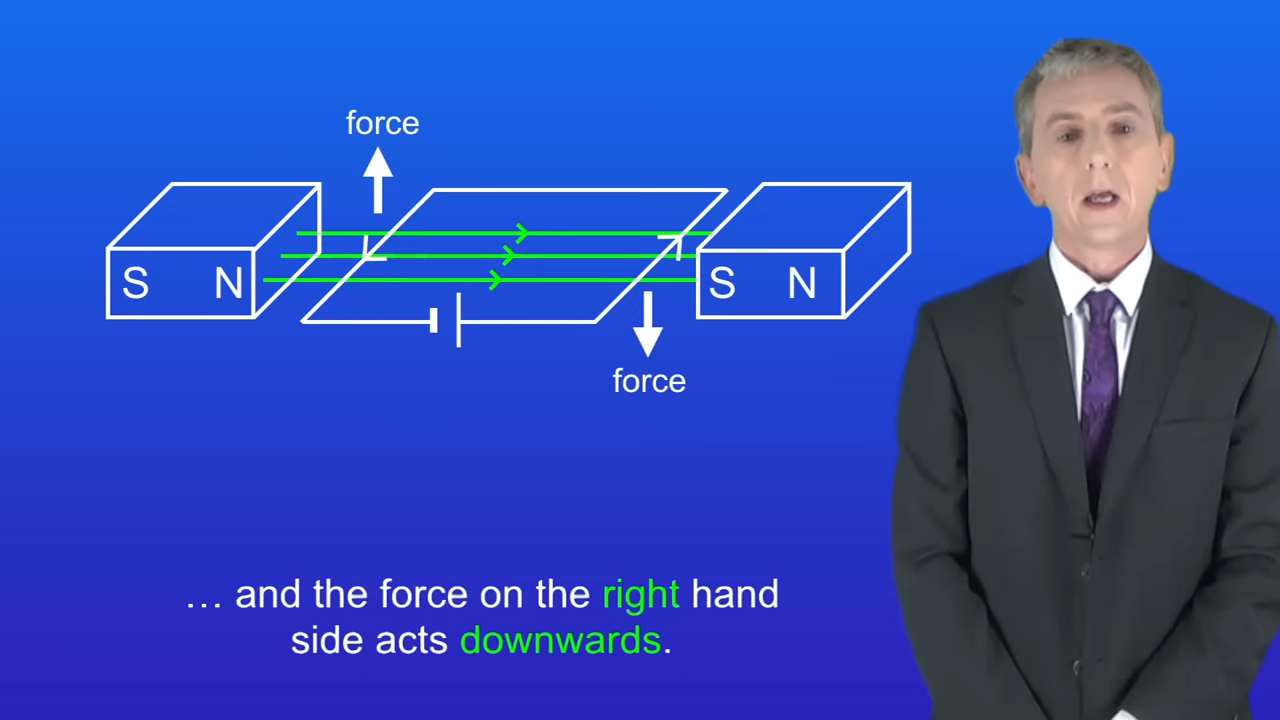 force
S N
S N
force
… and the force on the right hand
side acts downwards.